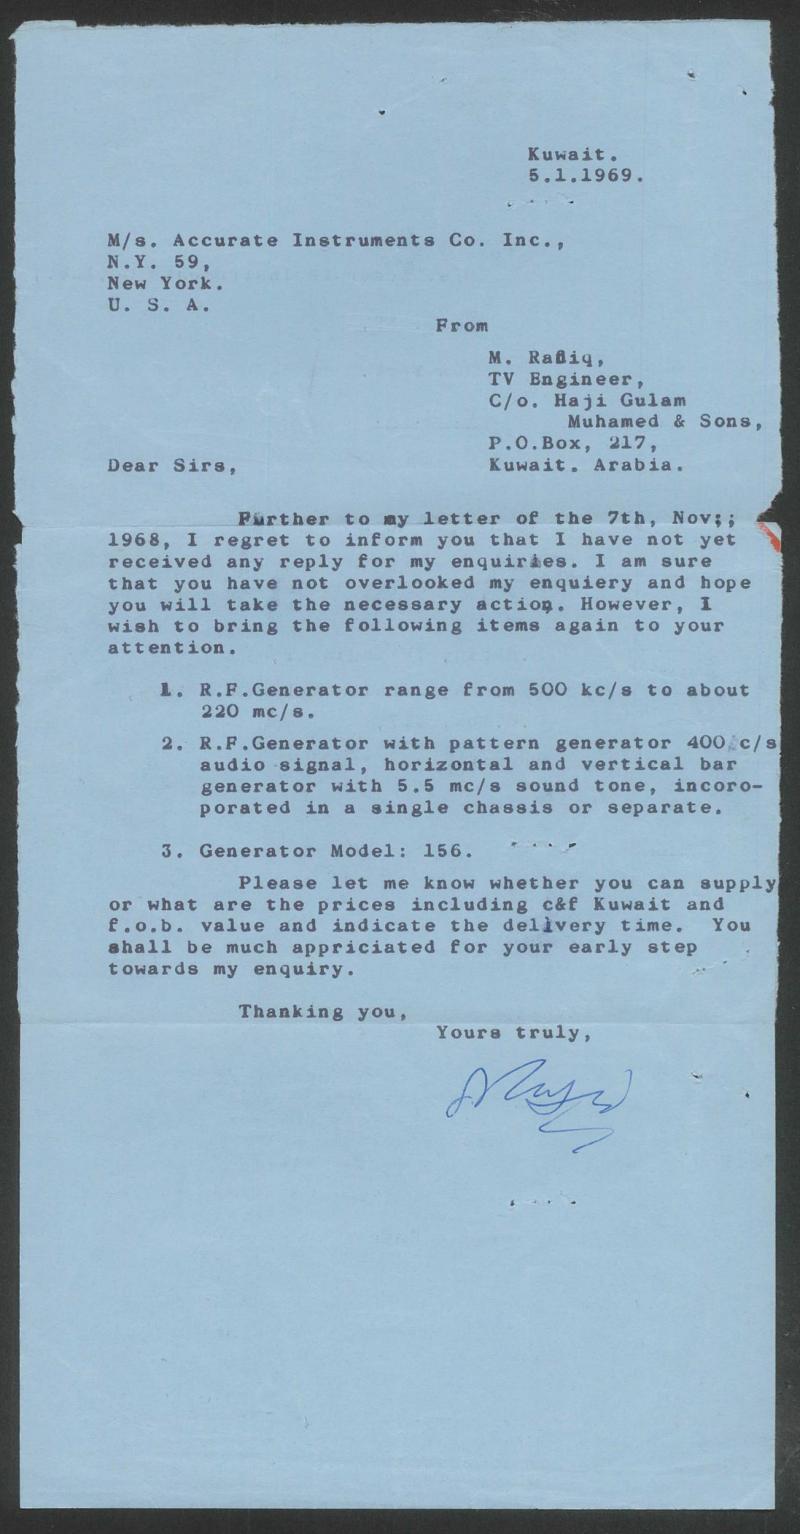 Kuwait.
5.1.1969.
M/s. Accurate Instruments Co. Inc.,
N.Y. 59,
New York.
U. S. A.
From
M. Rafiq,
TV Engineer,
C/o. Haji Gulam
Muhamed & Sons,
P.O.Box, 217,
Kuwait. Arabia.
Dear Sirs,
Further to my letter of the 7th, Nov;;
1968, I regret to inform you that I have not yet
received any reply for my enquiries. I am sure
that you have not overlooked my enquiery and hope
you will take the necessary action. However, I
wish to bring the following items again to your
attention.
1. R.F.Generator range from 500 kc/s to about
220 mc/s.
2. R.F.Generator with pattern generator 400 c/s
audio signal, horizontal and vertical bar
generator with 5.5 mc/s sound tone, incoro-
porated in a single chassis or separate.
3. Generator Model: 156.
Please let me know whether you can supply
or what are the prices including c&f Kuwait and
f.o.b. value and indicate the delivery time. You
shall be much appriciated for your early step
towards my enquiry.
Thanking you,
Yours truly,